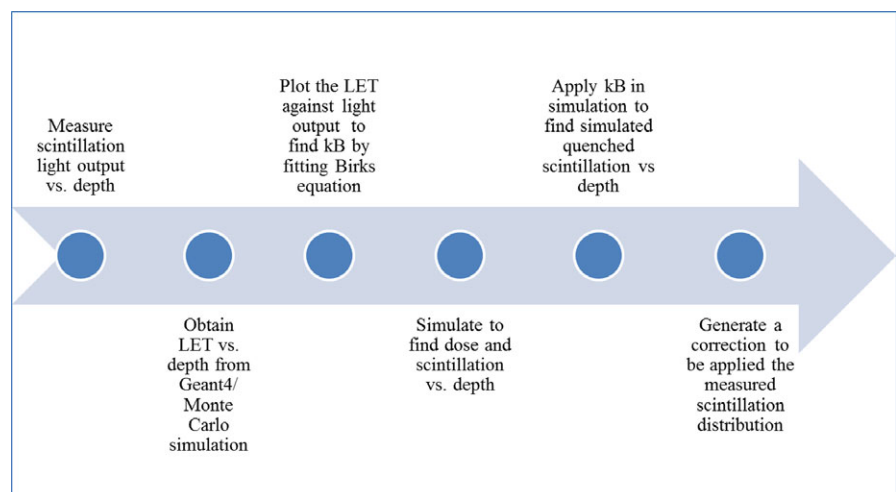 Measure
scintillation
light output
vs. depth
Obtain
LET vs.
depth from
Geant4/
Monte
Carlo
simulation
Plot the LET
against light
output to
find kB by
fitting Birks
equation
Simulate to
find dose and
scintillation
vs. depth
Apply kB in
simulation to
find simulated
quenched
scintillation vs
depth
Generate a
correction to
be applied the
measured
scintillation
distribution